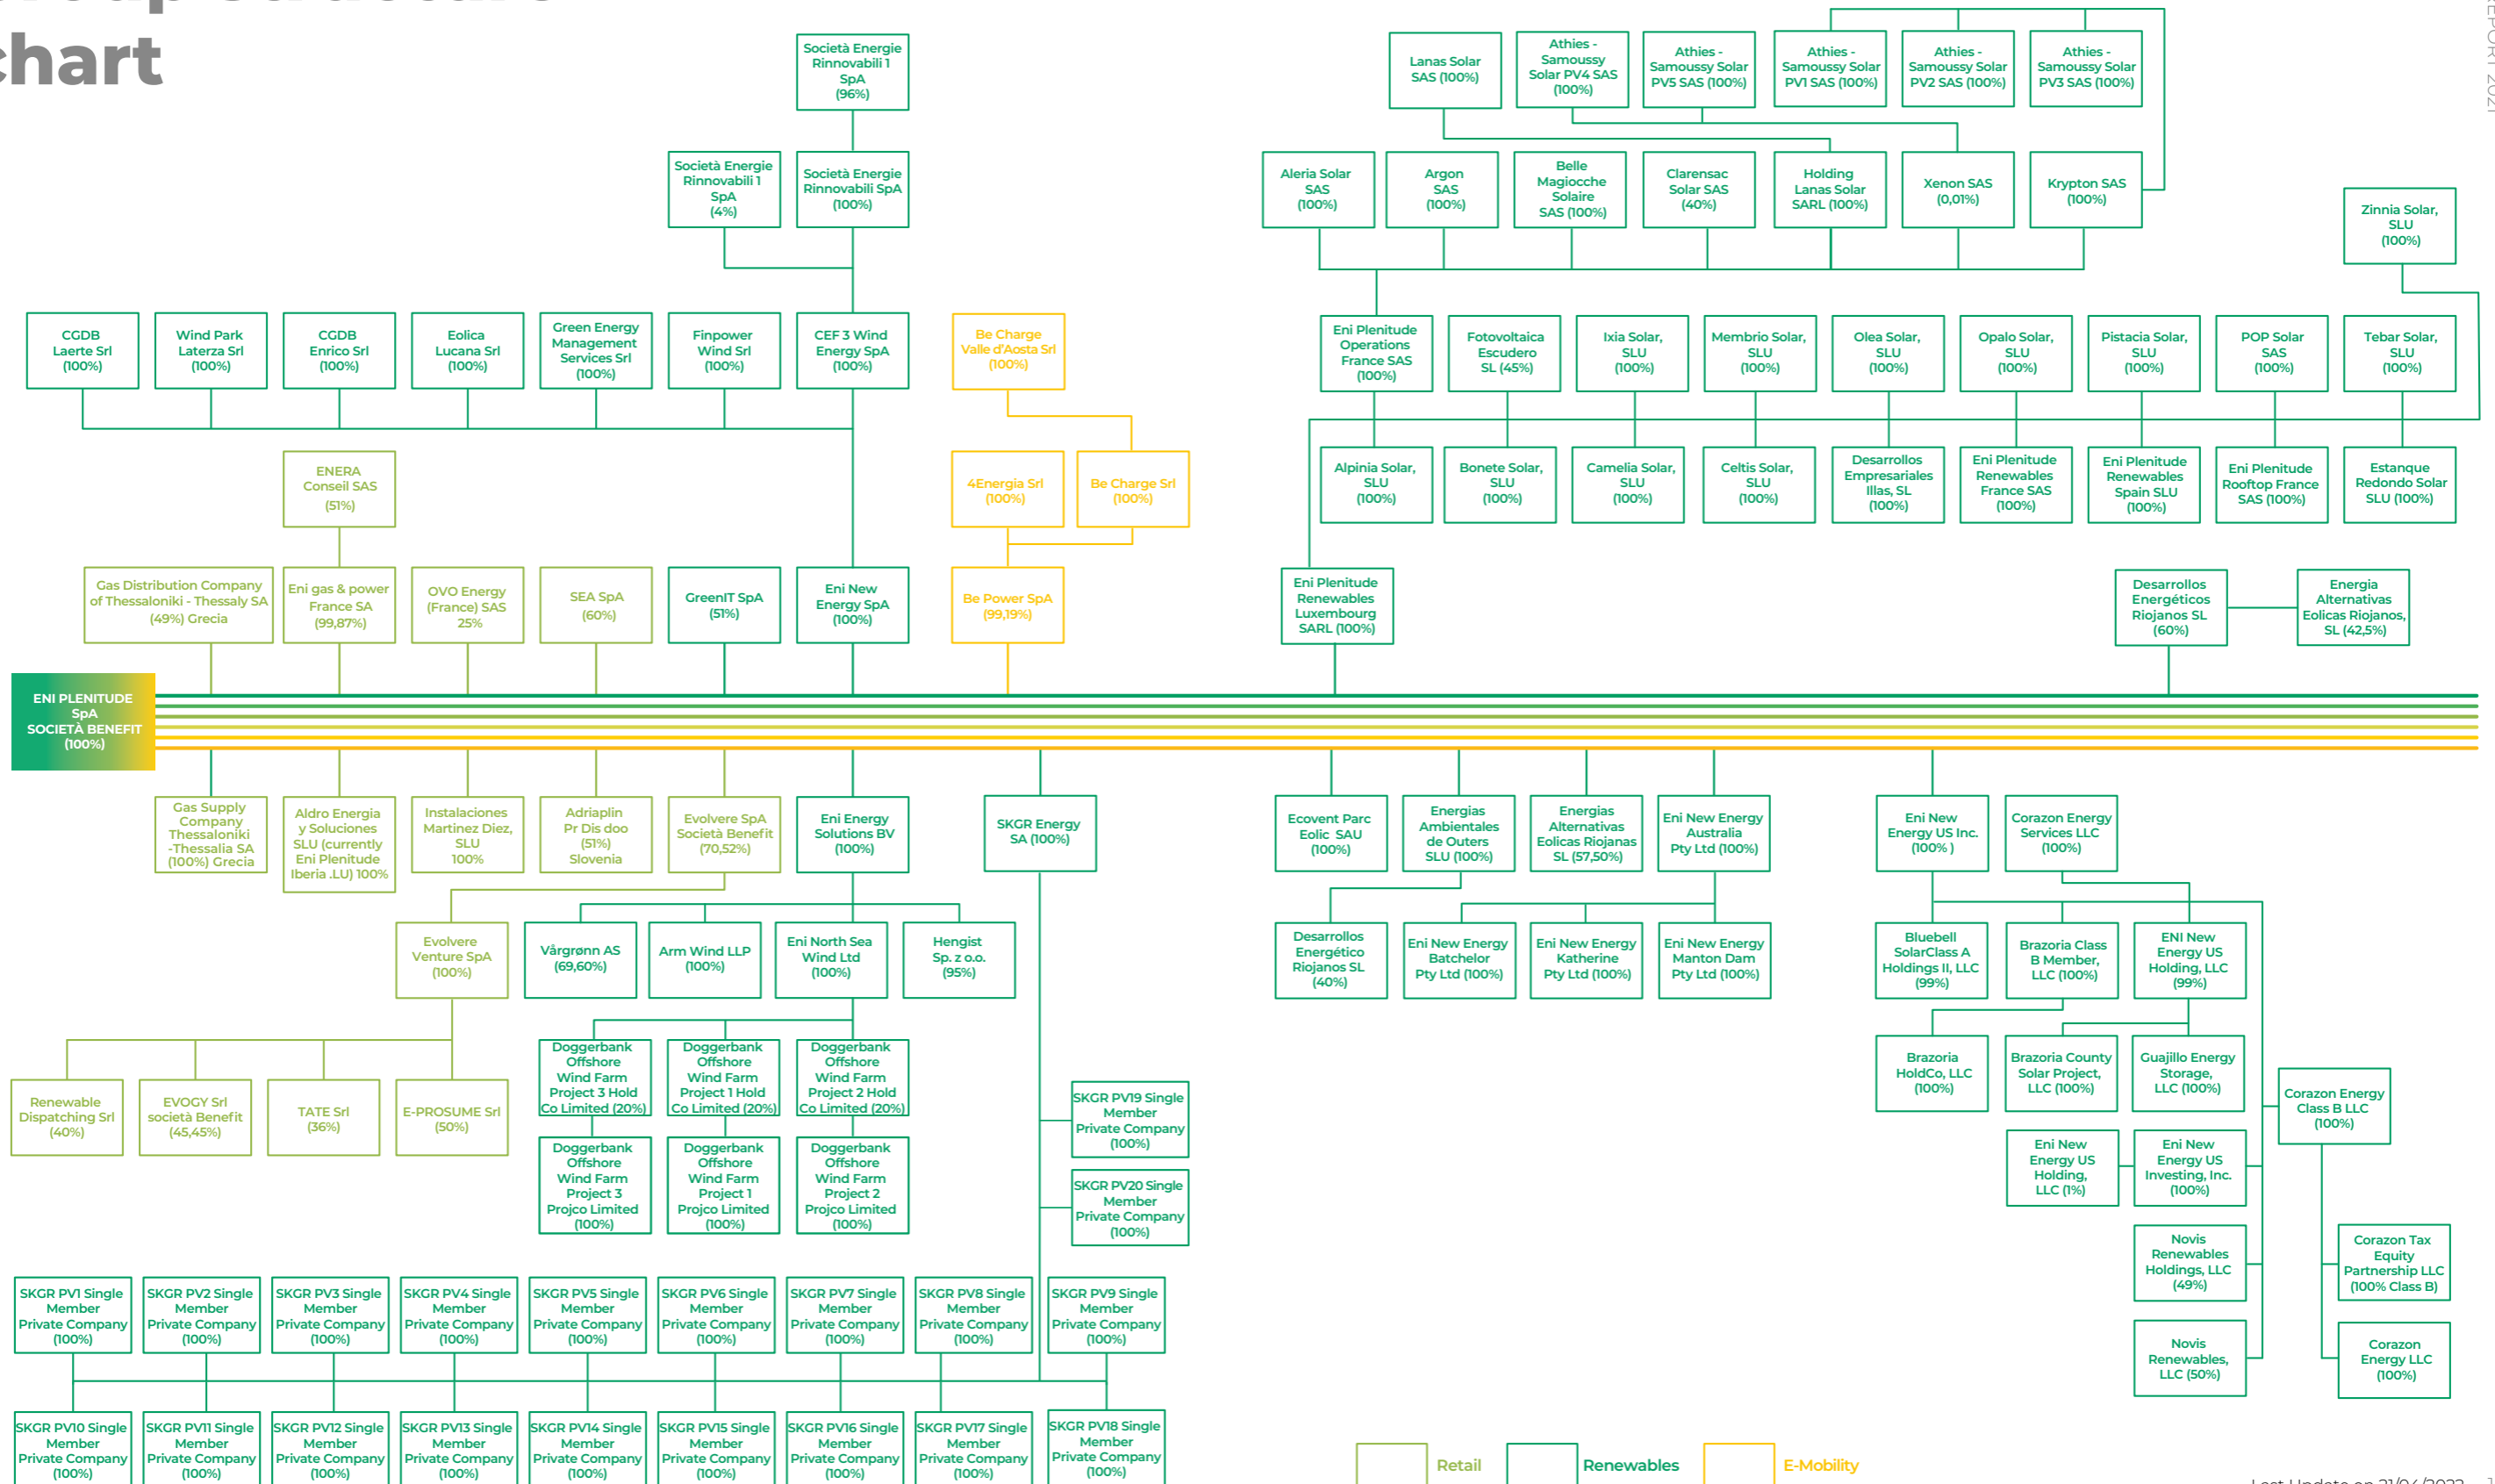 chart
REPORT 2021
Società Energie
Rinnovabili 1
SpA
(96%)
Lanas Solar
SAS (100%)
Athies -
Samoussy
Solar PV4 SAS
(100%)
Athies -
Samoussy Solar
PV5 SAS (100%)
Athies -
Samoussy Solar
PV1 SAS (100%)
Athies -
Samoussy Solar
PV2 SAS (100%)
Athies -
Samoussy Solar
PV3 SAS (100%)
Società Energie
Rinnovabili 1
SpA
(4%)
Società Energie
Rinnovabili SpA
(100%)
Aleria Solar
SAS
(100%)
Argon
SAS
(100%)
Belle
Magiocche
Solaire
SAS (100%)
Clarensac
Solar SAS
(40%)
Holding
Lanas Solar
SARL (100%)
Xenon SAS
(0,01%)
Krypton SAS
(100%)
Zinnia Solar,
SLU
(100%)
CGDB
Laerte Srl
(100%)
Wind Park
Laterza Srl
(100%)
CGDB
Enrico Srl
(100%)
Eolica
Lucana Srl
(100%)
Green Energy
Management
Services Srl
(100%)
Finpower
Wind Srl
(100%)
CEF 3 Wind
Energy SpA
(100%)
Be Charge
Valle d'Aosta Srl
(100%)
Eni Plenitude
Operations
France SAS
(100%)
Fotovoltaica
Escudero
SL (45%)
Ixia Solar,
SLU
(100%)
Membrio Solar,
SLU
(100%)
Olea Solar,
SLU
(100%)
Opalo Solar,
SLU
(100%)
Pistacia Solar,
SLU
(100%)
POP Solar
SAS
(100%)
Tebar Solar,
SLU
(100%)
ENERA
Conseil SAS
(51%)
4Energia Srl
(100%)
Be Charge Srl
(100%)
Alpinia Solar,
SLU
(100%)
Bonete Solar,
SLU
(100%)
Camelia Solar,
SLU
(100%)
Celtis Solar,
SLU
(100%)
Desarrollos
Empresariales
Illas, SL
(100%)
Eni Plenitude
Renewables
France SAS
(100%)
Eni Plenitude
Renewables
Spain SLU
(100%)
Eni Plenitude
Rooftop France
SAS (100%)
Estanque
Redondo Solar
SLU (100%)
Gas Distribution Company
of Thessaloniki - Thessaly SA
(49%) Grecia
Eni gas & power
France SA
(99,87%)
OVO Energy
(France) SAS
25%
SEA SpA
(60%)
GreenIT SpA
(51%)
Eni New
Energy SpA
(100%)
Be Power SpA
(99,19%)
Eni Plenitude
Renewables
Luxembourg
SARL (100%)
Desarrollos
Energéticos
Riojanos SL
(60%)
Energia
Alternativas
Eolicas Riojanos,
SL (42,5%)
ENI PLENITUDE
SpA
SOCIETÀ BENEFIT
(100%)
Gas Supply
Company
Thessaloniki
-Thessalia SA
(100%) Grecia
Aldro Energia
y Soluciones
SLU (currently
Eni Plenitude
Iberia .LU) 100%
Instalaciones
Martinez Diez,
SLU
100%
Adriaplin
Pr Dis doo
(51%)
Slovenia
Evolvere SpA
Società Benefit
(70,52%)
Eni Energy
Solutions BV
(100%)
SKGR Energy
SA (100%)
Ecovent Parc
Eolic  SAU
(100%)
Energias
Ambientales
de Outers
SLU (100%)
Energias
Alternativas
Eolicas Riojanas
SL (57,50%)
Eni New Energy
Australia
Pty Ltd (100%)
Eni New
Energy US Inc.
(100% )
Corazon Energy
Services LLC
(100%)
Evolvere
Venture SpA
(100%)
Vårgrønn AS
(69,60%)
Arm Wind LLP
(100%)
Eni North Sea
Wind Ltd
(100%)
Hengist
Sp. z o.o.
(95%)
Desarrollos
Energético
Riojanos SL
(40%)
Eni New Energy
Batchelor
Pty Ltd (100%)
Eni New Energy
Katherine
Pty Ltd (100%)
Eni New Energy
Manton Dam
Pty Ltd (100%)
Bluebell
SolarClass A
Holdings II, LLC
(99%)
Brazoria Class
B Member,
LLC (100%)
ENI New
Energy US
Holding, LLC
(99%)
Renewable
Dispatching Srl
(40%)
EVOGY Srl
società Benefit
(45,45%)
TATE Srl
(36%)
E-PROSUME Srl
(50%)
Doggerbank
Offshore
Wind Farm
Project 3 Hold
Co Limited (20%)
Doggerbank
Offshore
Wind Farm
Project 1 Hold
Co Limited (20%)
Doggerbank
Offshore
Wind Farm
Project 2 Hold
Co Limited (20%)
SKGR PV19 Single
Member
Private Company
(100%)
Brazoria
HoldCo, LLC
(100%)
Brazoria County
Solar Project,
LLC (100%)
Guajillo Energy
Storage,
LLC (100%)
Corazon Energy
Class B LLC
(100%)
Doggerbank
Offshore
Wind Farm
Project 3
Projco Limited
(100%)
Doggerbank
Offshore
Wind Farm
Project 1
Projco Limited
(100%)
Doggerbank
Offshore
Wind Farm
Project 2
Projco Limited
(100%)
SKGR PV20 Single
Member
Private Company
(100%)
Eni New
Energy US
Holding,
LLC (1%)
Eni New
Energy US
Investing, Inc.
(100%)
Novis
Renewables
Holdings, LLC
(49%)
Corazon Tax
Equity
Partnership LLC
(100% Class B)
Novis
Renewables,
LLC (50%)
Corazon
Energy LLC
(100%)
SKGR PV1 Single
Member
Private Company
(100%)
SKGR PV2 Single
Member
Private Company
(100%)
SKGR PV3 Single
Member
Private Company
(100%)
SKGR PV4 Single
Member
Private Company
(100%)
SKGR PV5 Single
Member
Private Company
(100%)
SKGR PV6 Single
Member
Private Company
(100%)
SKGR PV7 Single
Member
Private Company
(100%)
SKGR PV8 Single
Member
Private Company
(100%)
SKGR PV9 Single
Member
Private Company
(100%)
SKGR PV10 Single
Member
Private Company
(100%)
SKGR PV11 Single
Member
Private Company
(100%)
SKGR PV12 Single
Member
Private Company
(100%)
SKGR PV13 Single
Member
Private Company
(100%)
SKGR PV14 Single
Member
Private Company
(100%)
SKGR PV15 Single
Member
Private Company
(100%)
SKGR PV16 Single
Member
Private Company
(100%)
SKGR PV17 Single
Member
Private Company
(100%)
SKGR PV18 Single
Member
Private Company
(100%)
Retail
Renewables
E-Mobility
Last Update on 21/04/2022